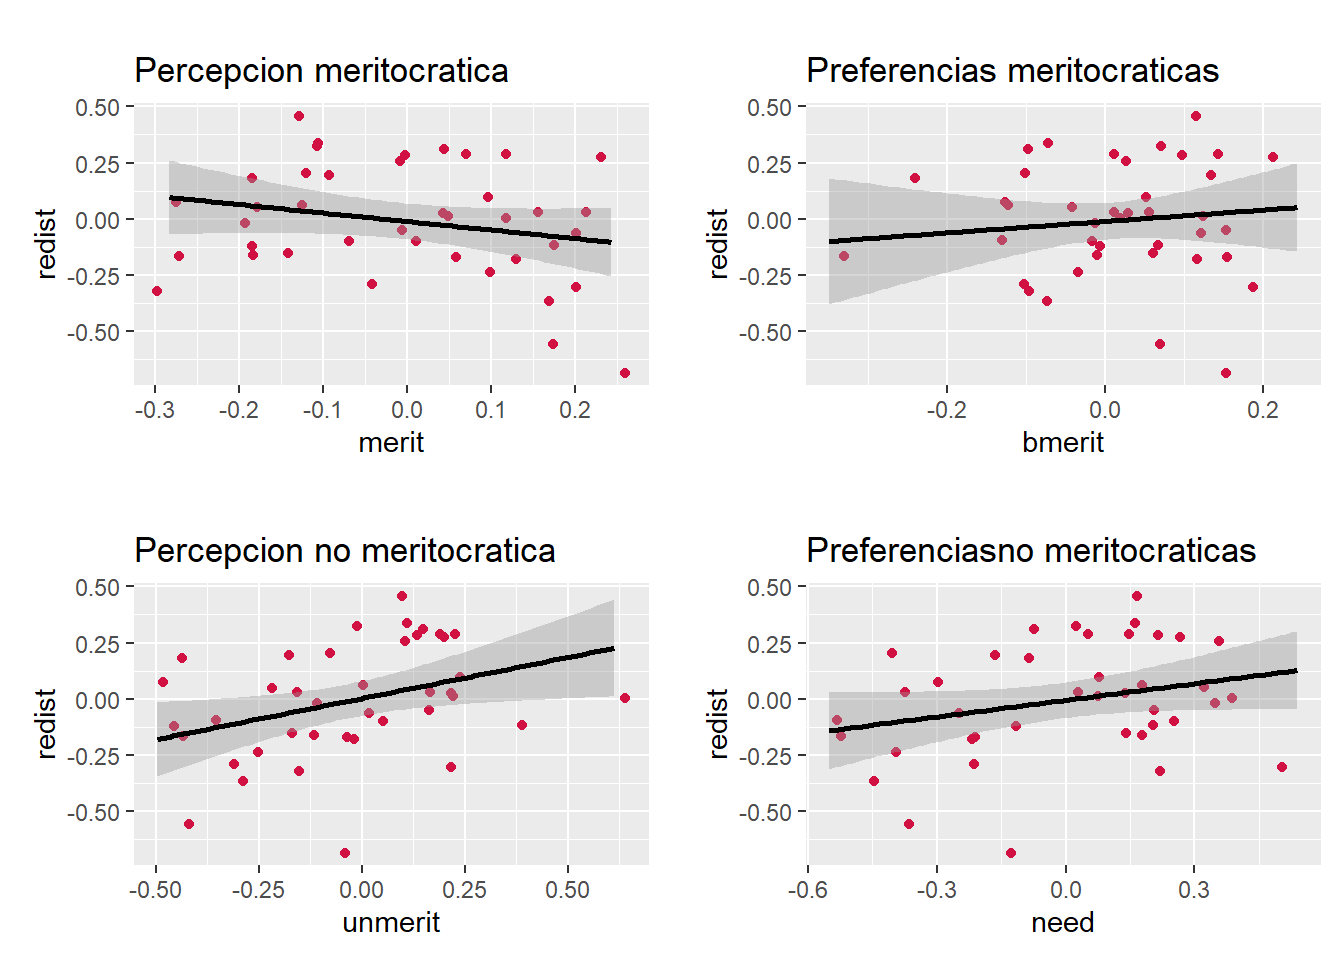 Percepcion meritocratica
0.50
0.25
0.00
-0.25
-0.50
redist
-0.3 -0.2 -0.1 0.0 0.1 0.2
merit
Preferencias meritocraticas
0.50
0.25
0.00
-0.25
-0.50
redist
-0.2 0.0 0.2
bmerit
Percepcion no meritocratica
0.50
0.25
0.00
-0.25
-0.50
redist
-0.50 -0.25 0.00 0.25 0.50
unmerit
Preferenciasno meritocraticas
0.50
0.25
0.00
-0.25
-0.50
redist
-0.6 -0.3 0.0 0.3
need